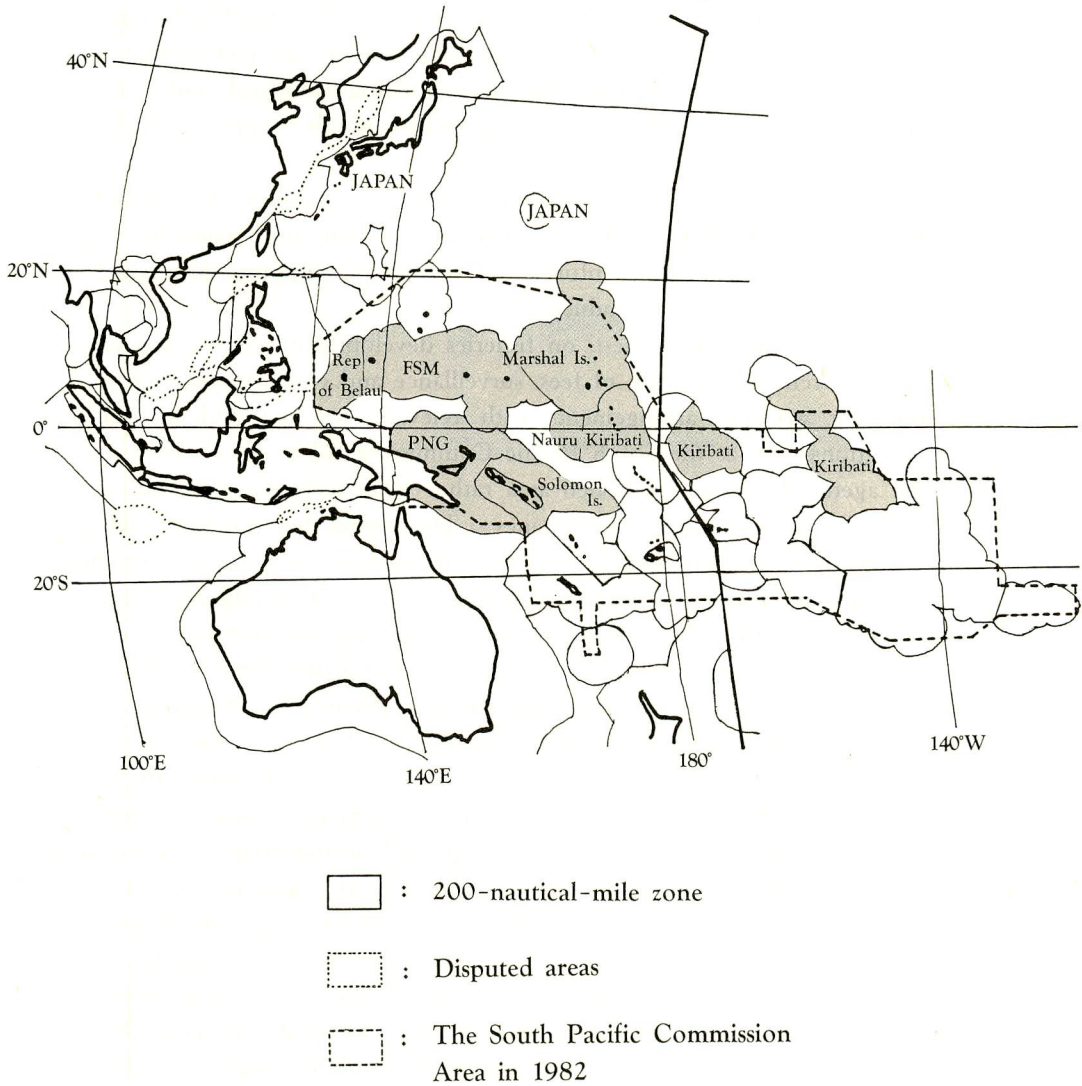 40°N
JAPAN
JAPAN
20°N
Rep
of Belau
FSM
Marshal Is.
0°
PNG
Nauru
Kiribati
Kiribati
Kiribati
Solomon
Is.
20°S
100°E
140°E
180°
140°W
: 200-nautical-mile zone
: Disputed areas
: The South Pacific Commission
Area in 1982